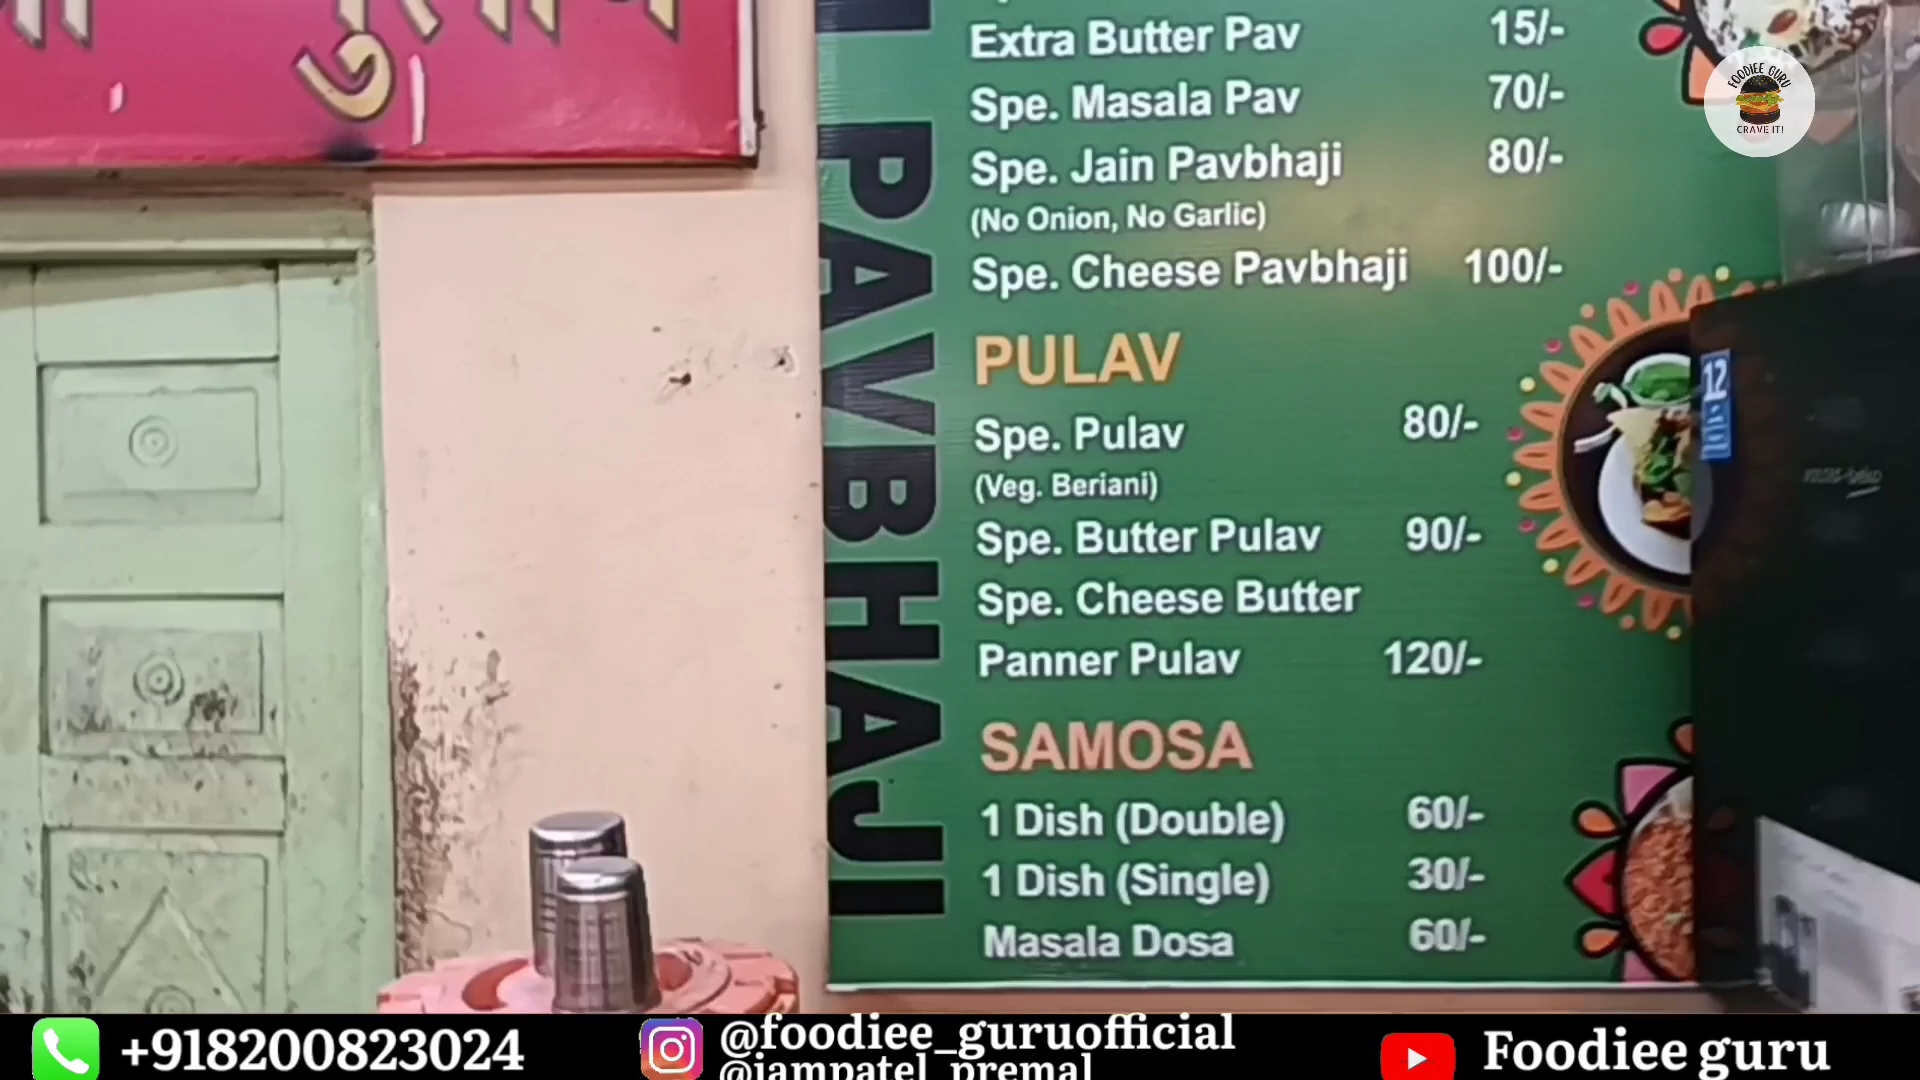 Extra Butter Pav 15/-
Spe. Masala Pav 70/-
Spe. Jain Pavbhaji 80/-
(No Onion, No Garlic)
Spe. Cheese Pavbhaji 100/-
PULAV
Spe. Pulav 80/-
(Veg. Beriani)
Spe. Butter Pulav 90/-
Spe. Cheese Butter
Panner Pulav 120/-
SAMOSA
1 Dish (Double) 60/-
1 Dish (Single) 30/-
Masala Dosa 60/-
PAVBHAJI
FOODIEE GURU
CRAVE IT!
12
+918200823024
@foodiee_guruofficial
@iampatel_premal
Foodiee guru